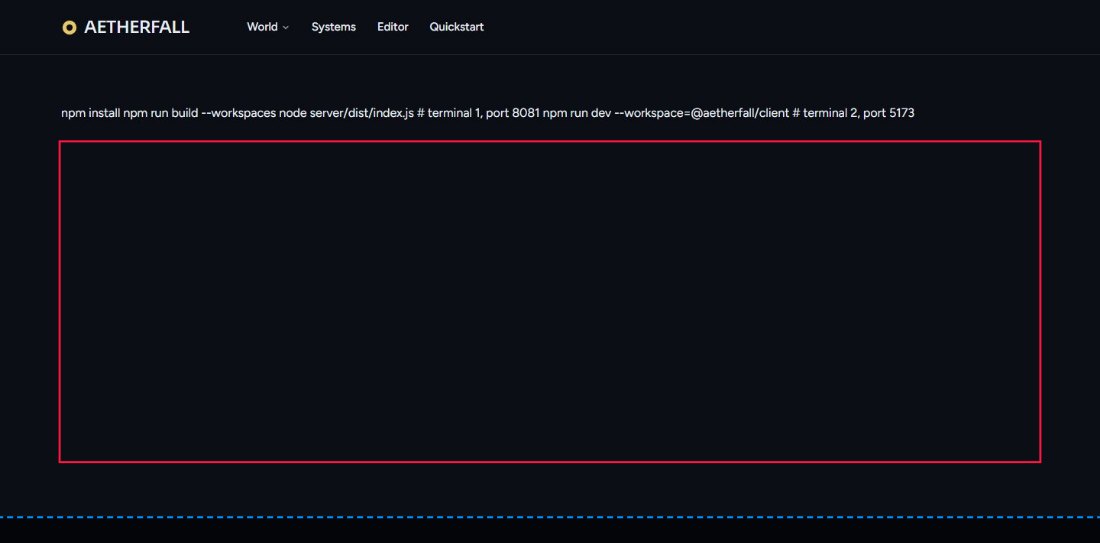 AETHERFALL World Systems Editor Quickstart
npm install npm run build --workspaces node server/dist/index.js # terminal 1, port 8081 npm run dev --workspace=@aetherfall/client # terminal 2, port 5173